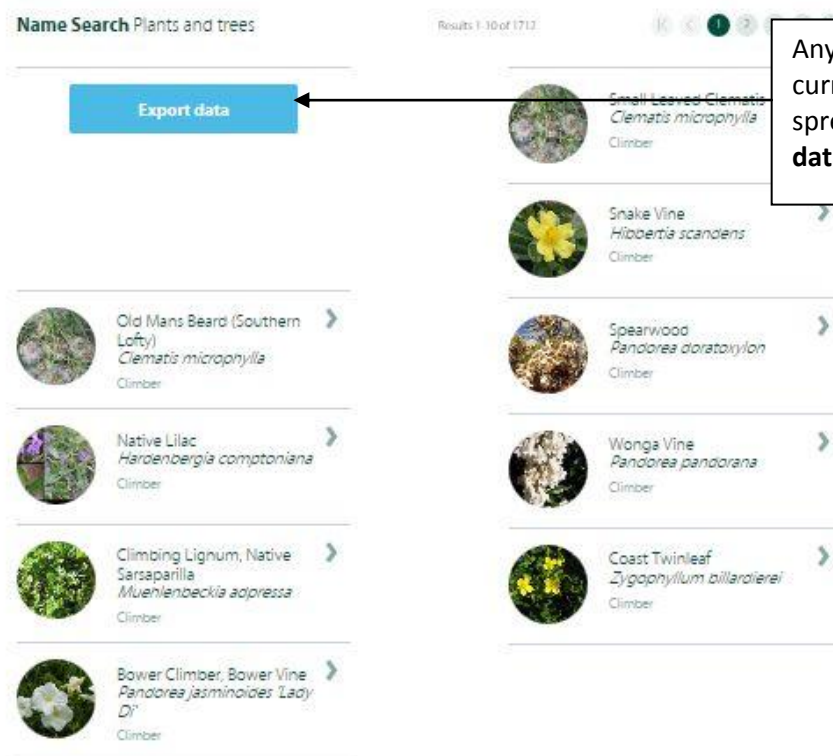 Name Search Plants and trees
Results 1-10 of 1712
1 2
Export data
Old Mans Beard (Southern
Lofty)
Clematis microphylla
Climber
Native Lilac
Hardenbergia comptoniana
Climber
Climbing Lignum, Native
Sarsaparilla
Muehlenbeckia adpressa
Climber
Bower Climber, Bower Vine
Pandorea jasminoides 'Lady
Di'
Climber
Small Leaved Clematis
Clematis microphylla
Climber
Snake Vine
Hibbertia scandens
Climber
Spearwood
Pandorea doratoxylon
Climber
Wonga Vine
Pandorea pandorana
Climber
Coast Twinleaf
Zygophyllum billardierei
Climber
Any
curr
spre
dat